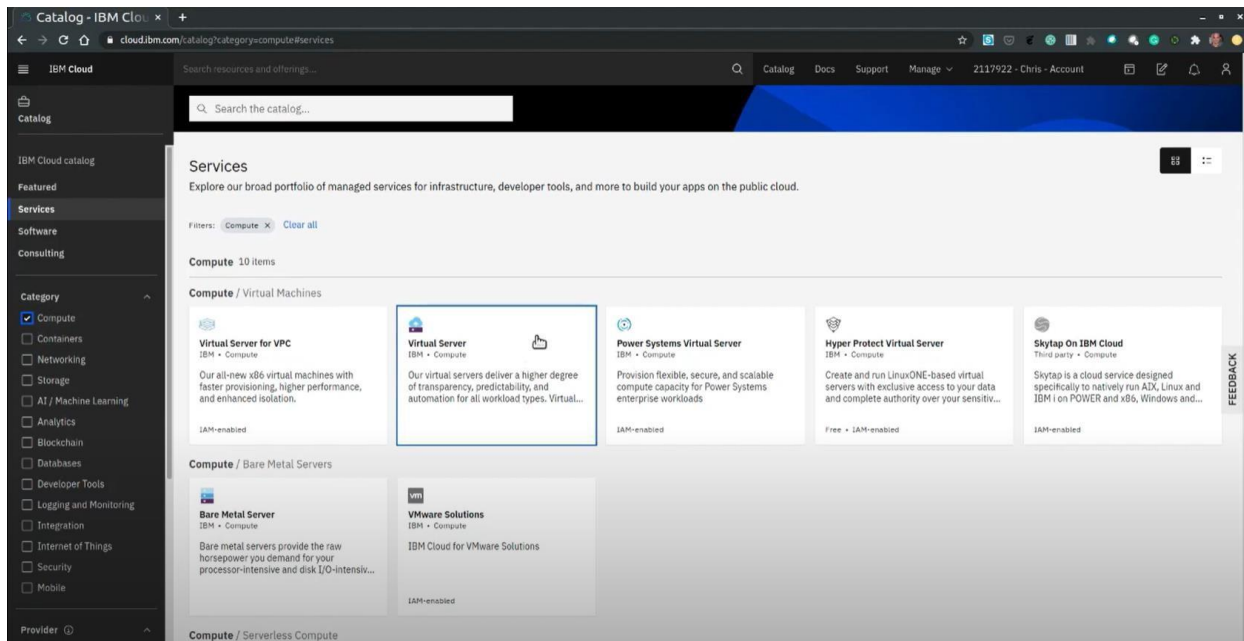 Catalog - IBM Clou
cloud.ibm.com/catalog?category=compute#services
IBM Cloud
Search resources and offerings...
Catalog
Docs
Support
Manage
2117922 - Chris - Account
Catalog
Search the catalog...
IBM Cloud catalog
Featured
Services
Software
Consulting
Category
Compute
Containers
Networking
Storage
AI / Machine Learning
Analytics
Blockchain
Databases
Developer Tools
Logging and Monitoring
Integration
Internet of Things
Security
Mobile
Provider
Services
Explore our broad portfolio of managed services for infrastructure, developer tools, and more to build your apps on the public cloud.
Filters: Compute × Clear all
Compute 10 items
Compute / Virtual Machines
Virtual Server for VPC
IBM • Compute
Our all-new x86 virtual machines with
faster provisioning, higher performance,
and enhanced isolation.
IAM-enabled
Virtual Server
IBM • Compute
Our virtual servers deliver a higher degree
of transparency, predictability, and
automation for all workload types. Virtual...
Power Systems Virtual Server
IBM • Compute
Provision flexible, secure, and scalable
compute capacity for Power Systems
enterprise workloads
IAM-enabled
Hyper Protect Virtual Server
IBM • Compute
Create and run LinuxONE-based virtual
servers with exclusive access to your data
and complete authority over your sensitiv...
Free • IAM-enabled
Skytap On IBM Cloud
Third party • Compute
Skytap is a cloud service designed
specifically to natively run AIX, Linux and
IBM i on POWER and x86, Windows and...
IAM-enabled
Compute / Bare Metal Servers
Bare Metal Server
IBM • Compute
Bare metal servers provide the raw
horsepower you demand for your
processor-intensive and disk I/O-intensiv...
vm
VMware Solutions
IBM • Compute
IBM Cloud for VMware Solutions
IAM-enabled
Compute / Serverless Compute
FEEDBACK